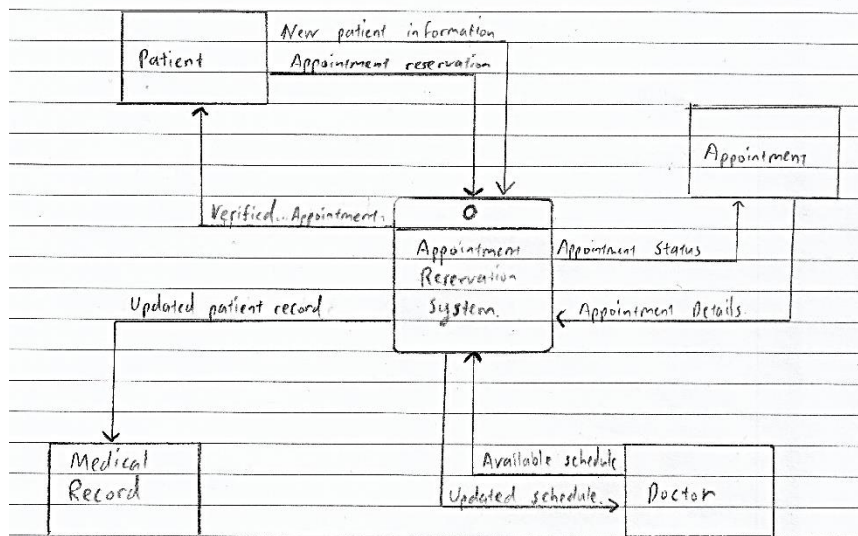 New patient information
Patient
Appointment reservation
Appointment
Verified Appointment.
0
Appointment
Reservation
System.
Appointment Status
Updated patient record
Appointment Details
Medical
Record
Available schedule
Updated schedule.
Doctor